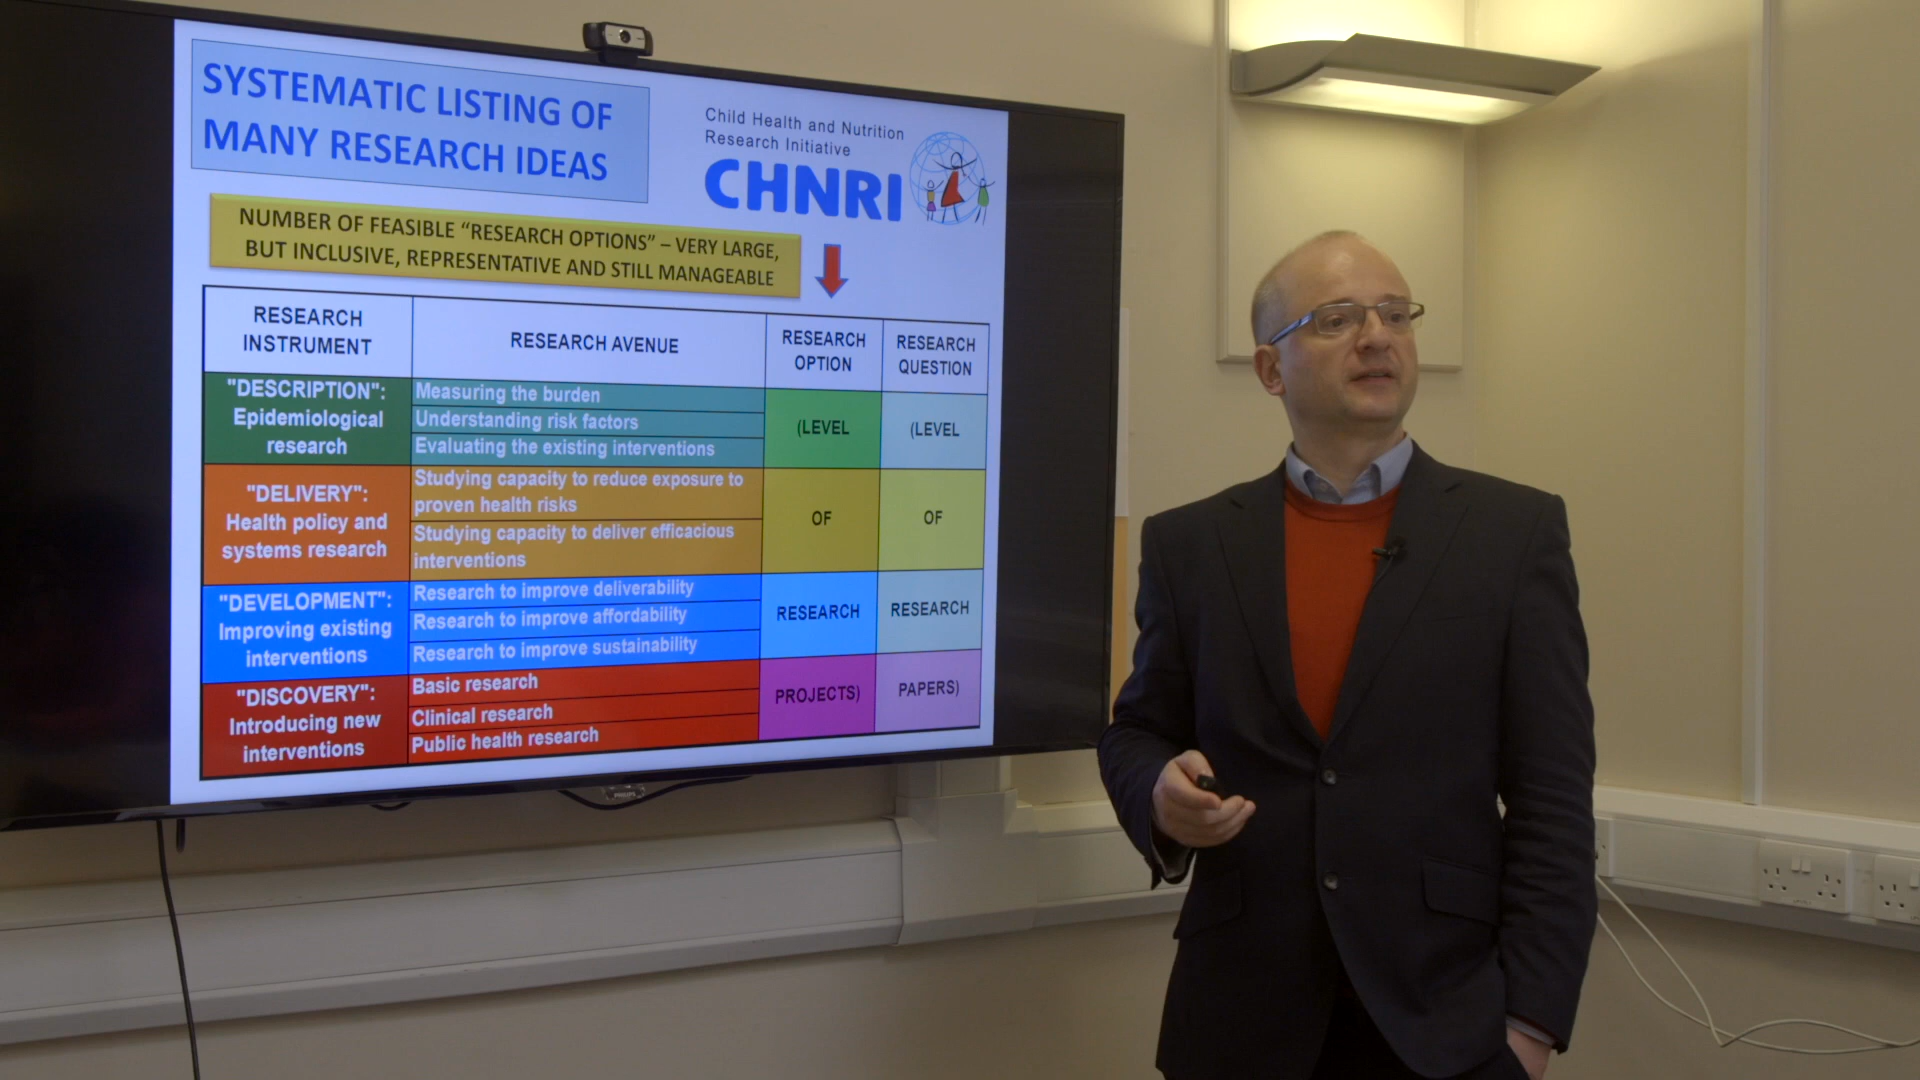 SYSTEMATIC LISTING OF
MANY RESEARCH IDEAS
Child Health and Nutrition
Research Initiative
CHNRI
NUMBER OF FEASIBLE “RESEARCH OPTIONS” – VERY LARGE,
BUT INCLUSIVE, REPRESENTATIVE AND STILL MANAGEABLE
RESEARCH
INSTRUMENT
RESEARCH AVENUE
RESEARCH
OPTION
RESEARCH
QUESTION
"DESCRIPTION":
Epidemiological
research
Measuring the burden
Understanding risk factors
Evaluating the existing interventions
(LEVEL
(LEVEL
"DELIVERY":
Health policy and
systems research
Studying capacity to reduce exposure to
proven health risks
Studying capacity to deliver efficacious
interventions
OF
OF
"DEVELOPMENT":
Improving existing
interventions
Research to improve deliverability
Research to improve affordability
Research to improve sustainability
RESEARCH
RESEARCH
"DISCOVERY":
Introducing new
interventions
Basic research
Clinical research
Public health research
PROJECTS)
PAPERS)
PHILIPS